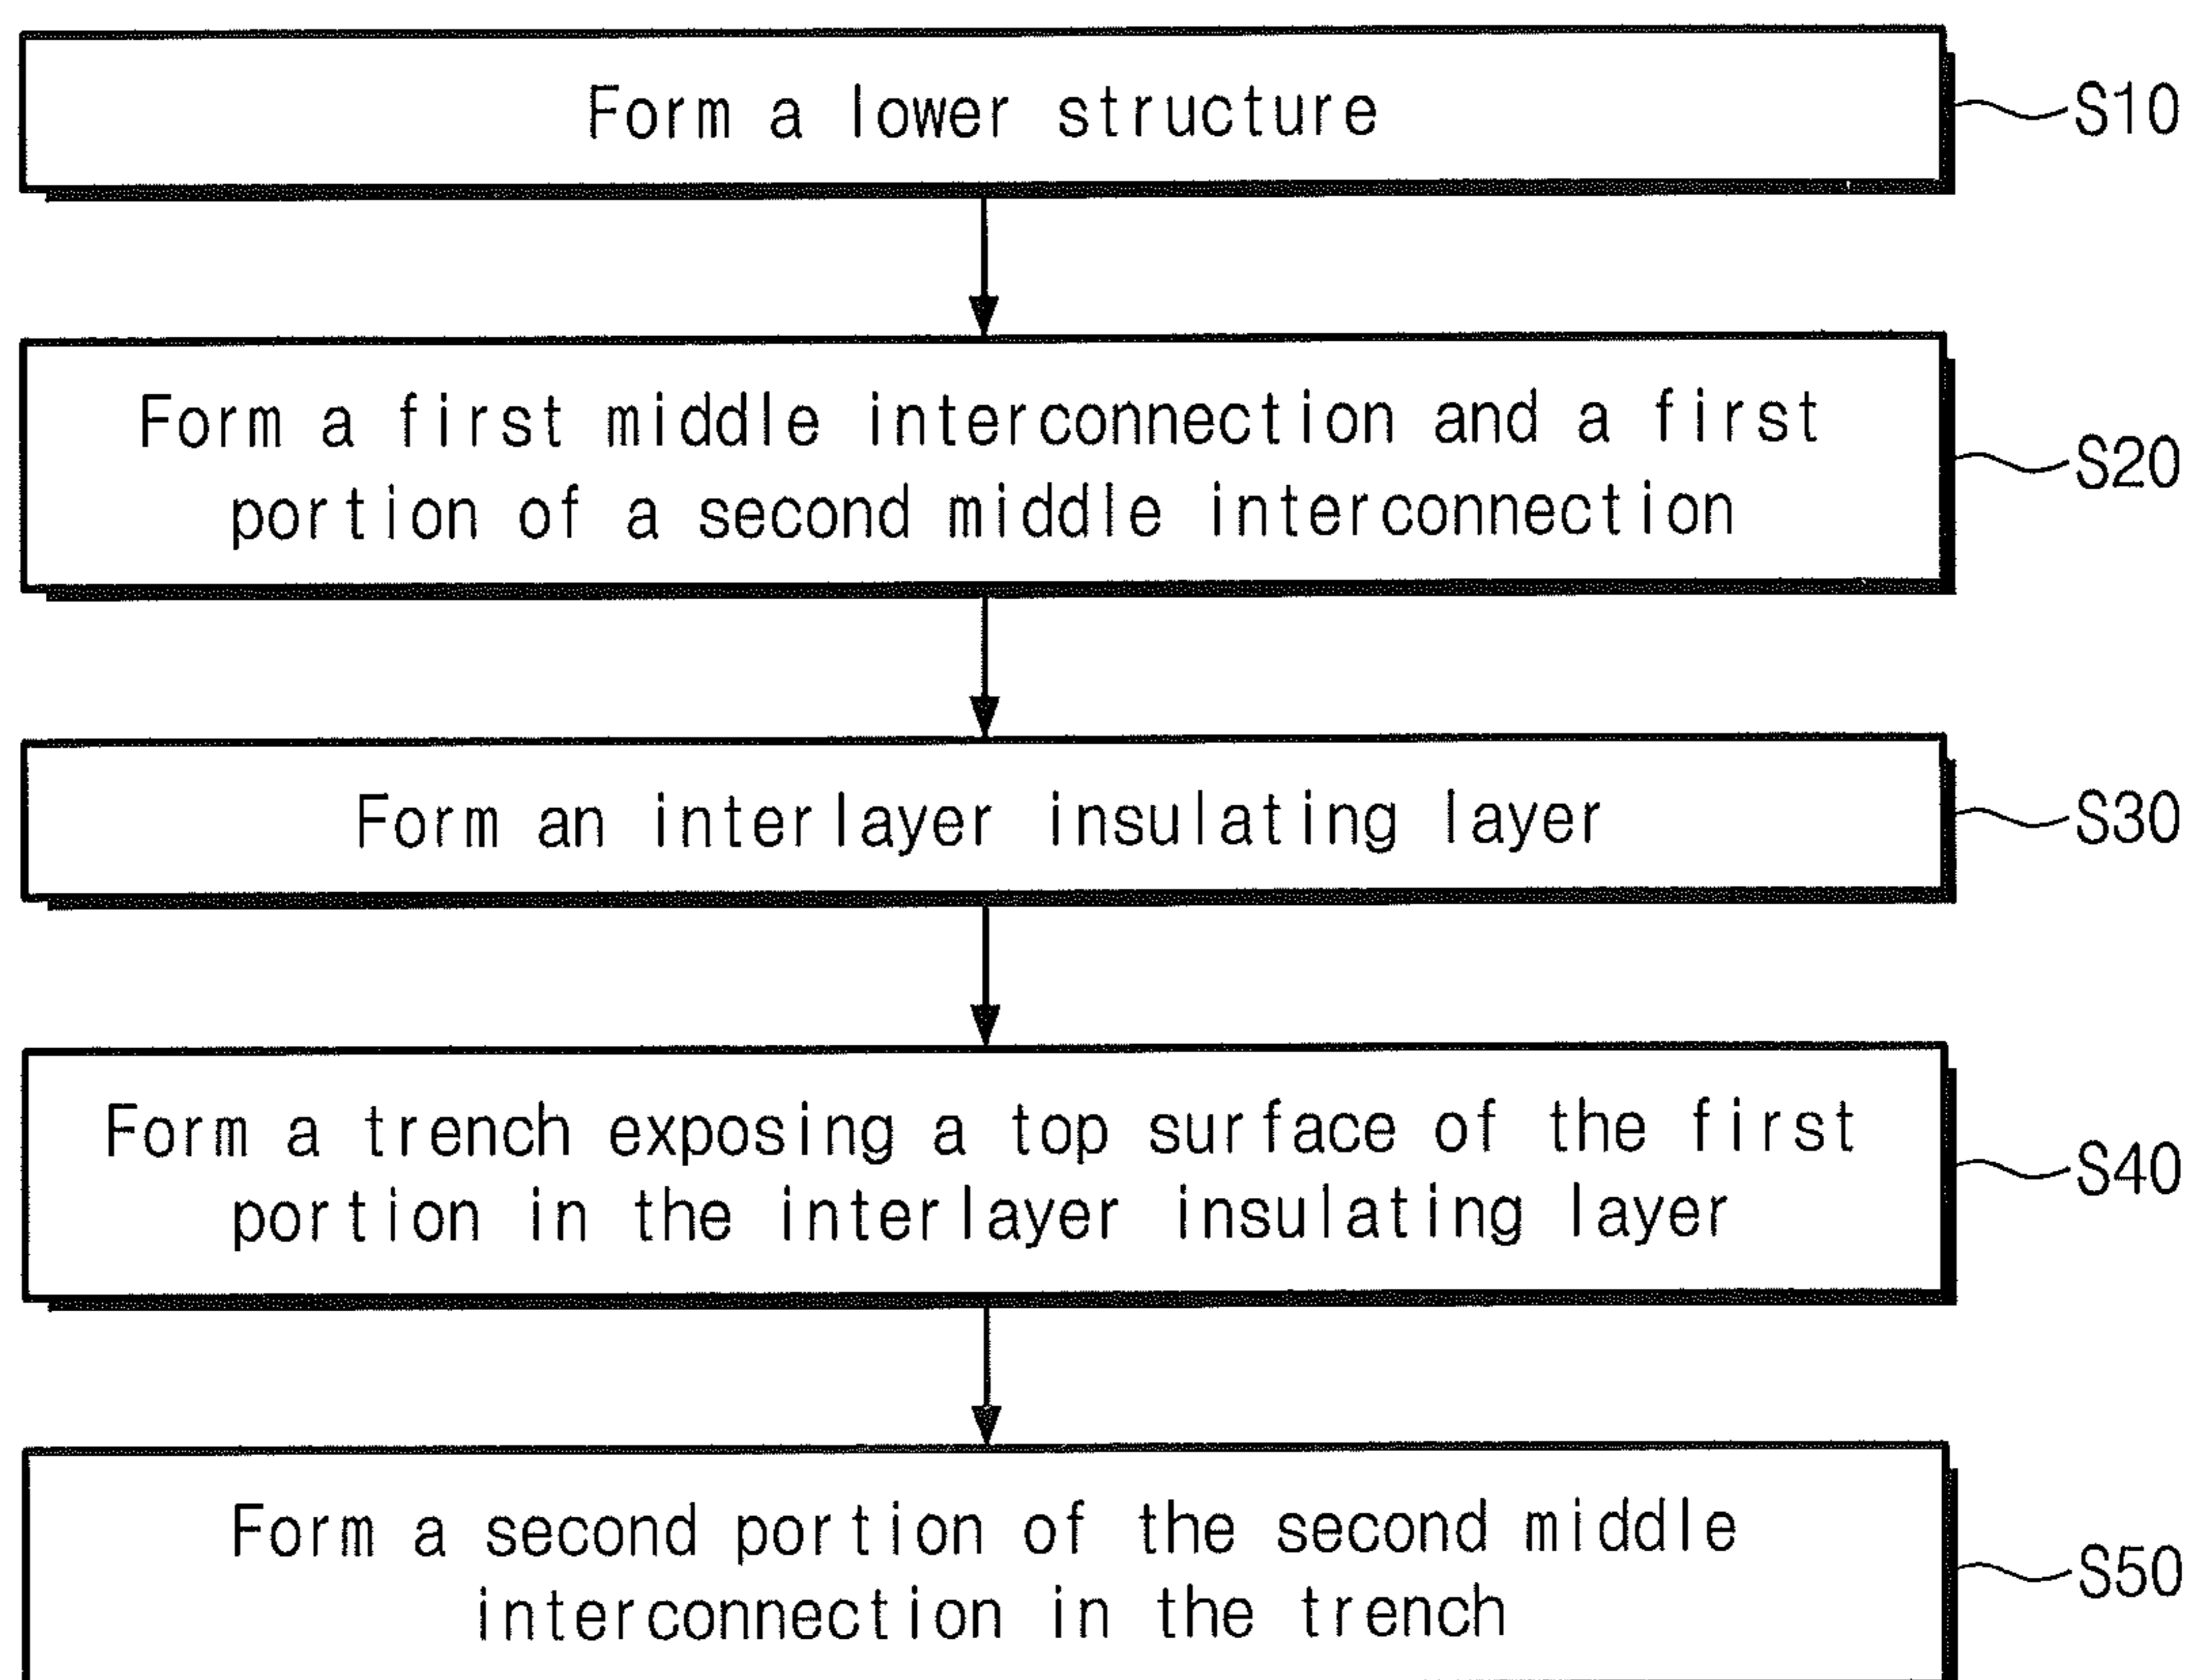 Form a lower structure
S10
Form a first middle interconnection and a first
portion of a second middle interconnection
S20
Form an interlayer insulating layer
S30
Form a trench exposing a top surface of the first
portion in the interlayer insulating layer
S40
Form a second portion of the second middle
interconnection in the trench
S50